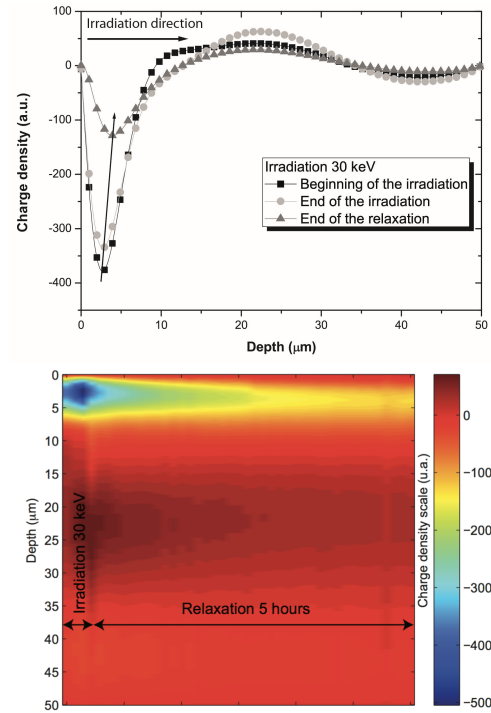 Irradiation direction
100
0
-100
-200
-300
-400
0 10 20 30 40 50
Charge density (a.u.)
Depth (μm)
Irradiation 30 keV
Beginning of the irradiation
End of the irradiation
End of the relaxation
0
5
10
15
20
25
30
35
40
45
50
Depth (μm)
Irradiation 30 keV
Relaxation 5 hours
Charge density scale (u.a.)
0
−100
−200
−300
−400
−500